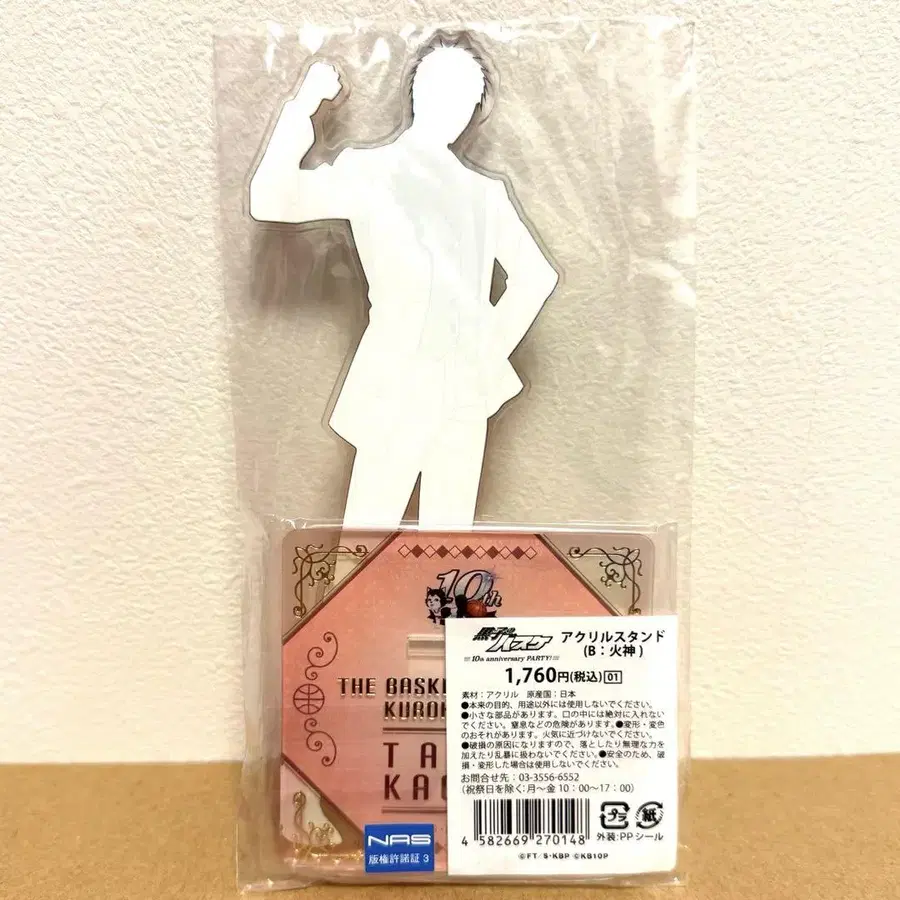 10th
THE BASKE
KUROK
TA
KAG
黒子のバスケ
10th anniversary PARTY!
アクリルスタンド
(B：火神)
1,760円(税込) 01
素材：アクリル 原産国：日本
●本来の目的、用途以外には使用しないでください。
●小さな部品があります。口の中には絶対に入れない
でください。窒息などの危険があります。●変形・変色
のおそれがあります。火気に近づけないでください。
●破損の原因になりますので、落としたり無理な力を
加えたり乱暴に扱わないでください。●安全のため、破
損・変形した場合は使用しないでください。
お問合せ先：03-3556-6552
(祝祭日を除く:月～金 10：00～17：00)
4 582669 270148
プラ 紙
外装:PP シール
©FT/S・KBP ©KB10P
NAS
版権許諾証 3